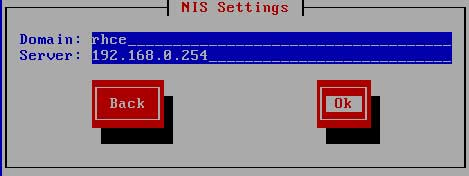 NIS Settings
Domain: rhce
Server: 192.168.0.254
Back Ok